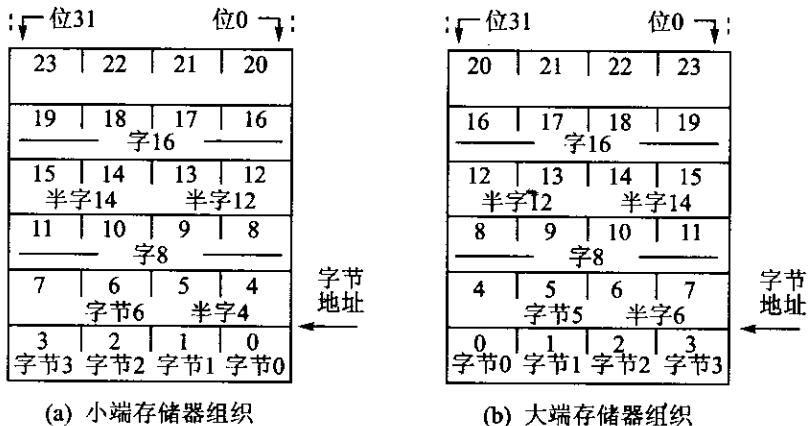 位31 位0
23 22 21 20
19 18 17 16
字16
15 14 13 12
半字14 半字12
11 10 9 8
字8
7 6 5 4
字节6 半字4
3 2 1 0
字节3 字节2 字节1 字节0
字节
地址
(a) 小端存储器组织
位31 位0
20 21 22 23
16 17 18 19
字16
12 13 14 15
半字12 半字14
8 9 10 11
字8
4 5 6 7
字节5 半字6
0 1 2 3
字节0 字节1 字节2 字节3
字节
地址
(b) 大端存储器组织